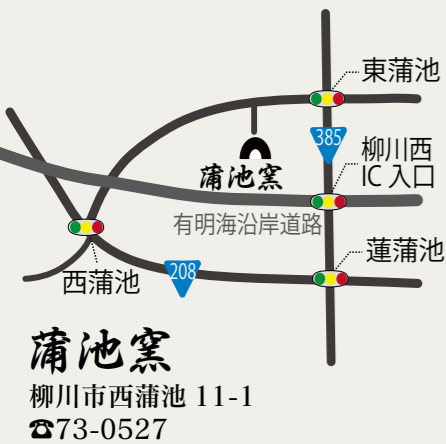 東蒲池
385
柳川西
IC 入口
蒲池窯
有明海沿岸道路
蓮蒲池
西蒲池
208
蒲池窯
柳川市西蒲池 11-1
☎73-0527